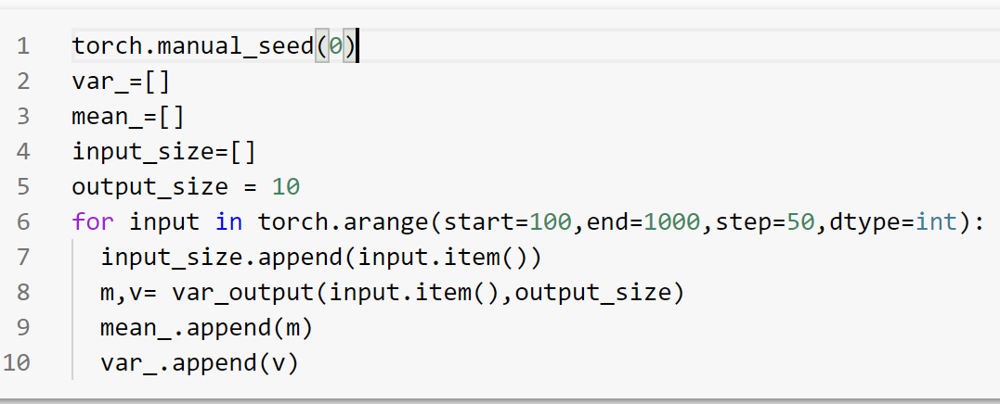 1 torch.manual_seed(0)
2 var_=[]
3 mean_=[]
4 input_size=[]
5 output_size = 10
6 for input in torch.arange(start=100,end=1000,step=50,dtype=int):
7   input_size.append(input.item())
8   m,v= var_output(input.item(),output_size)
9   mean_.append(m)
10   var_.append(v)